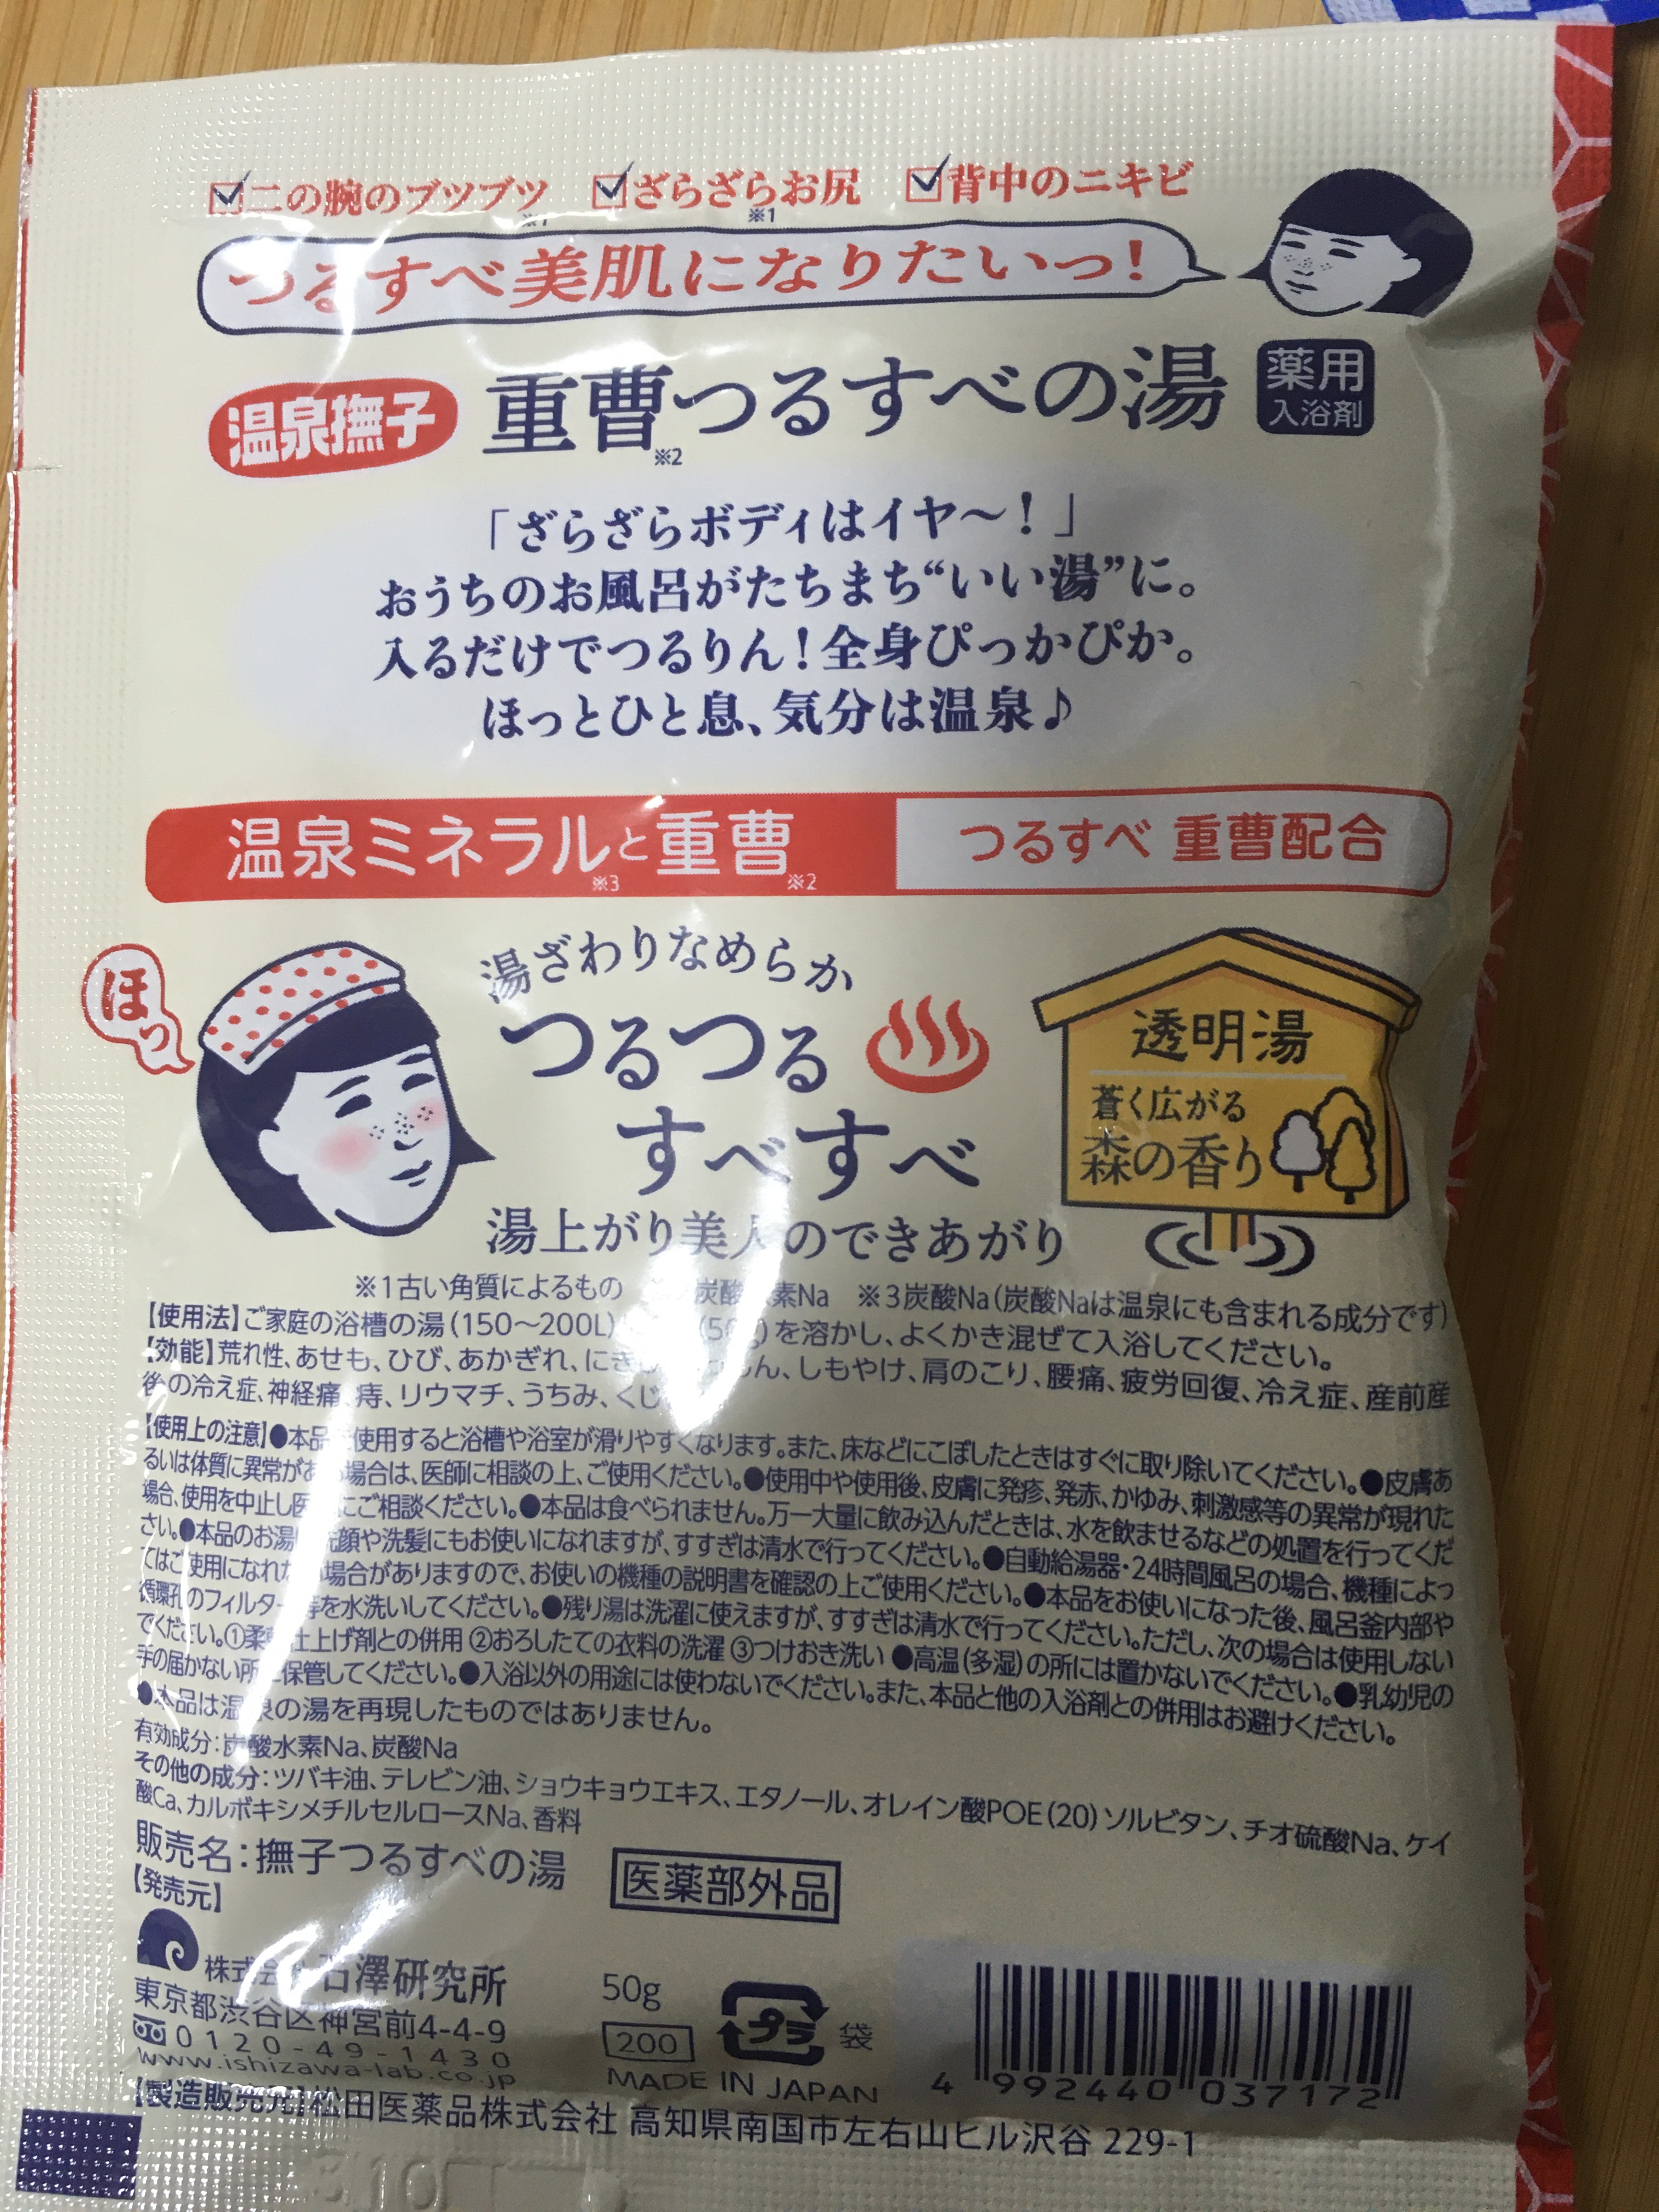 二の腕のブツブツ※1 ざらざらお尻※1 背中のニキビ
つるすべ美肌になりたいっ!
温泉撫子 重曹※2つるすべの湯 薬用入浴剤
「ざらざらボディはイヤ〜!」
おうちのお風呂がたちまち“いい湯”に。
入るだけでつるりん!全身ぴっかぴか。
ほっとひと息、気分は温泉♪
温泉ミネラル※3と重曹※2 つるすべ 重曹配合
ほっ
湯ざわりなめらか
つるつる
すべすべ
湯上がり美人のできあがり
透明湯
蒼く広がる
森の香り
※1古い角質によるもの 炭酸 素Na ※3炭酸Na(炭酸Naは温泉にも含まれる成分です)
【使用法】ご家庭の浴槽の湯(150〜200L) を溶かし、よくかき混ぜて入浴してください。
【効能】荒れ性、あせも、ひび、あかぎれ、にき しん、しもやけ、肩のこり、腰痛、疲労回復、冷え症、産前産
後の冷え症、神経痛、痔、リウマチ、うちみ、くじ
【使用上の注意】●本品 使用すると浴槽や浴室が滑りやすくなります。また、床などにこぼしたときはすぐに取り除いてください。●皮膚あ
るいは体質に異常があ 場合は、医師に相談の上、ご使用ください。●使用中や使用後、皮膚に発疹、発赤、かゆみ、刺激感等の異常が現れた
場合、使用を中止し医 にご相談ください。●本品は食べられません。万一大量に飲み込んだときは、水を飲ませるなどの処置を行ってくだ
さい。●本品のお湯 洗顔や洗髪にもお使いになれますが、すすぎは清水で行ってください。●自動給湯器・24時間風呂の場合、機種によっ
てはご使用になれな 場合がありますので、お使いの機種の説明書を確認の上ご使用ください。●本品をお使いになった後、風呂釜内部や
循環孔のフィルター等を水洗いしてください。●残り湯は洗濯に使えますが、すすぎは清水で行ってください。ただし、次の場合は使用しない
でください。①柔軟仕上げ剤との併用 ②おろしたての衣料の洗濯 ③つけおき洗い ●高温(多湿)の所には置かないでください。●乳幼児の
手の届かない所に保管してください。●入浴以外の用途には使わないでください。また、本品と他の入浴剤との併用はお避けください。
●本品は温泉の湯を再現したものではありません。
有効成分:炭酸水素Na、炭酸Na
その他の成分:ツバキ油、テレビン油、ショウキョウエキス、エタノール、オレイン酸POE(20)ソルビタン、チオ硫酸Na、ケイ
酸Ca、カルボキシメチルセルロースNa、香料
販売名:撫子つるすべの湯 医薬部外品
【発売元】
株式会社 石澤研究所
東京都渋谷区神宮前4-4-9
0120-49-1430
www.ishizawa-lab.co.jp
50g
200
プラ 袋
MADE IN JAPAN
4 992440 037172
【製造販売元】松田医薬品株式会社 高知県南国市左右山ヒル沢谷 229-1